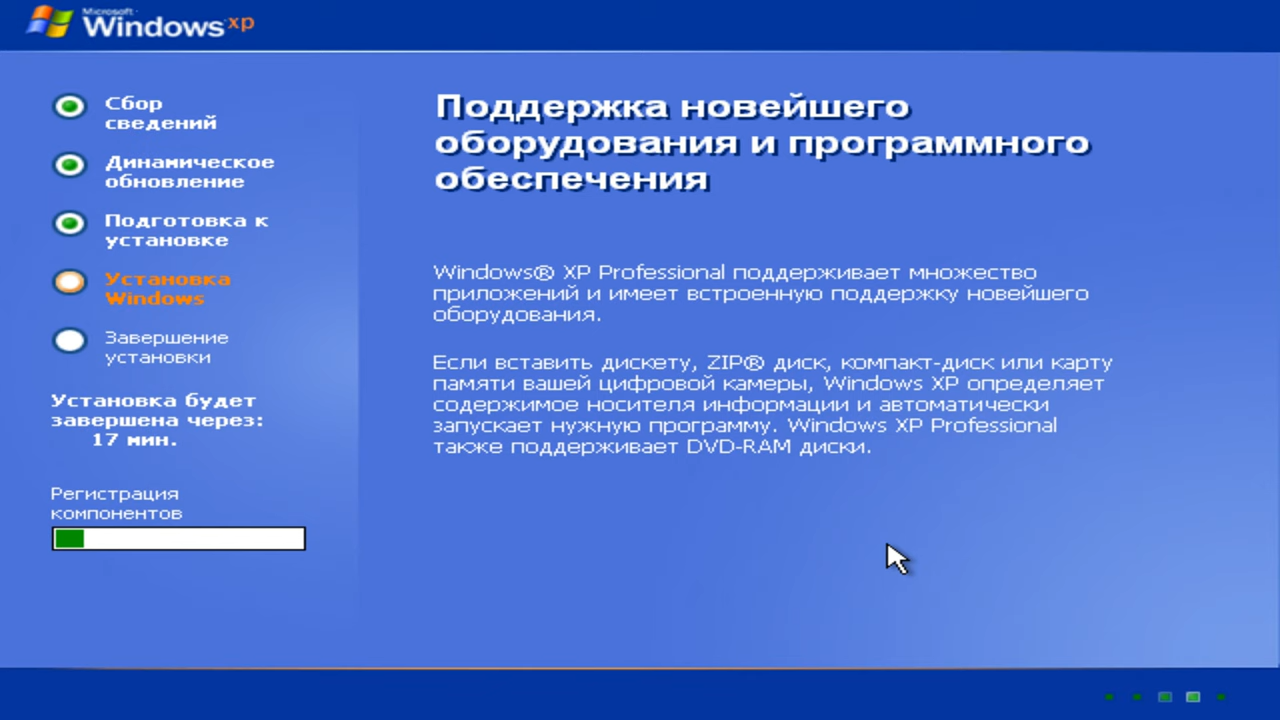 Microsoft
Windows xp
Сбор
сведений
Динамическое
обновление
Подготовка к
установке
Установка
Windows
Завершение
установки
Установка будет
завершена через:
17 мин.
Регистрация
компонентов
Поддержка новейшего
оборудования и программного
обеспечения
Windows® XP Professional поддерживает множество
приложений и имеет встроенную поддержку новейшего
оборудования.
Если вставить дискету, ZIP® диск, компакт-диск или карту
памяти вашей цифровой камеры, Windows XP определяет
содержимое носителя информации и автоматически
запускает нужную программу. Windows XP Professional
также поддерживает DVD-RAM диски.